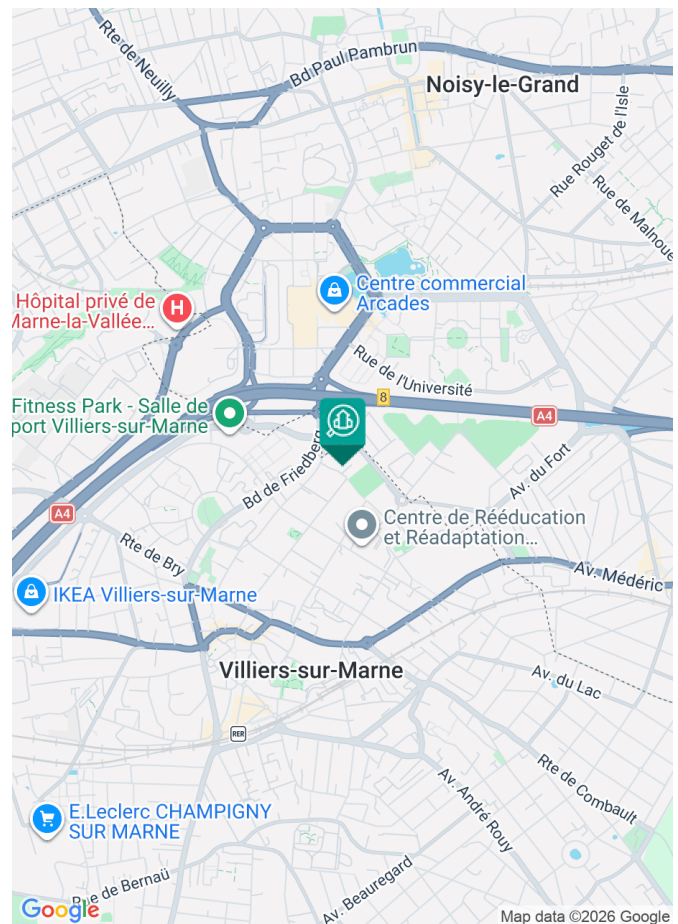 Rte de Neuilly
Bd Paul Pambrun
Noisy-le-Grand
Rue Rouget de l'Isle
Rue de Malnoue
Hôpital privé de
Marne-la-Vallée...
H
Centre commercial
Arcades
Rue de l'Université
8
Fitness Park - Salle de
port Villiers-sur-Marne
A4
Bd de Friedberg
Av. du Fort
A4
Centre de Rééducation
et Réadaptation...
Rte de Bry
Av. Médéric
IKEA Villiers-sur-Marne
Villiers-sur-Marne
Av. du Lac
RER
Rte de Combault
E.Leclerc CHAMPIGNY
SUR MARNE
Av. André Rouy
Rue de Bernaü
Av. Beauregard
Google
Map data ©2026 Google